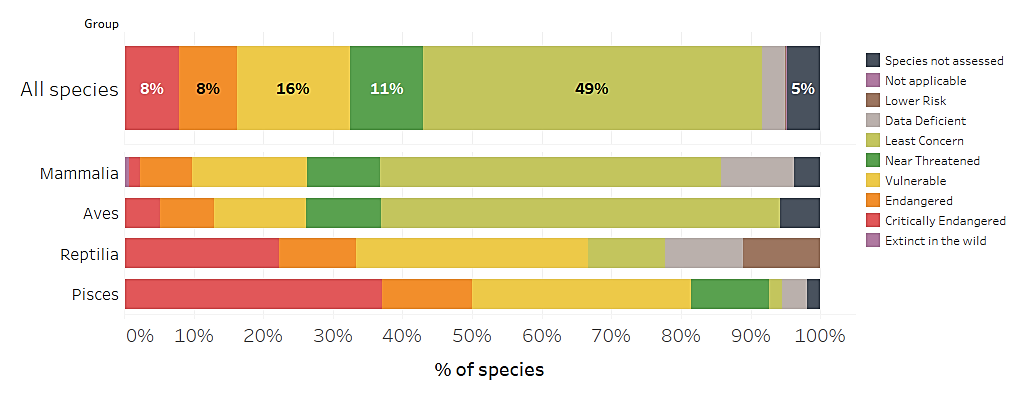 Group
All species
8%
8%
16%
11%
49%
5%
Mammalia
Aves
Reptilia
Pisces
0% 10% 20% 30% 40% 50% 60% 70% 80% 90% 100%
% of species
Species not assessed
Not applicable
Lower Risk
Data Deficient
Least Concern
Near Threatened
Vulnerable
Endangered
Critically Endangered
Extinct in the wild